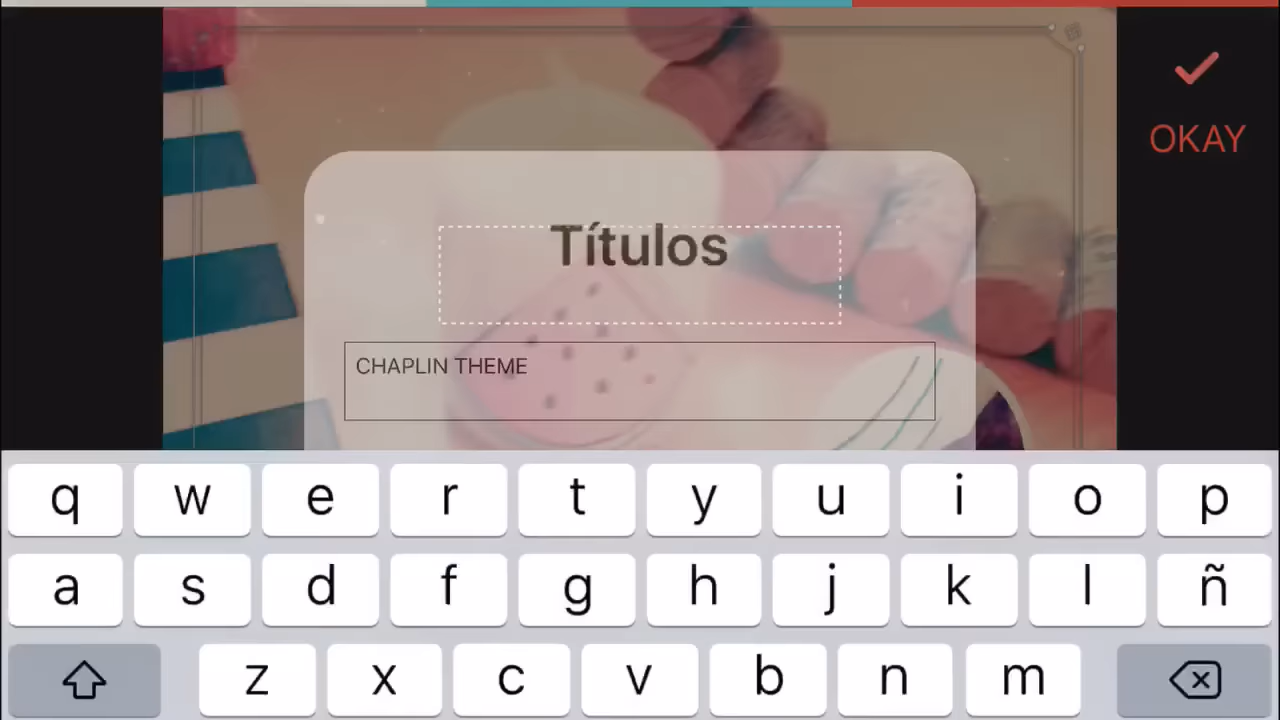 OKAY
Títulos
CHAPLIN THEME
q w e r t y u i o p
a s d f g h j k l ñ
z x c v b n m